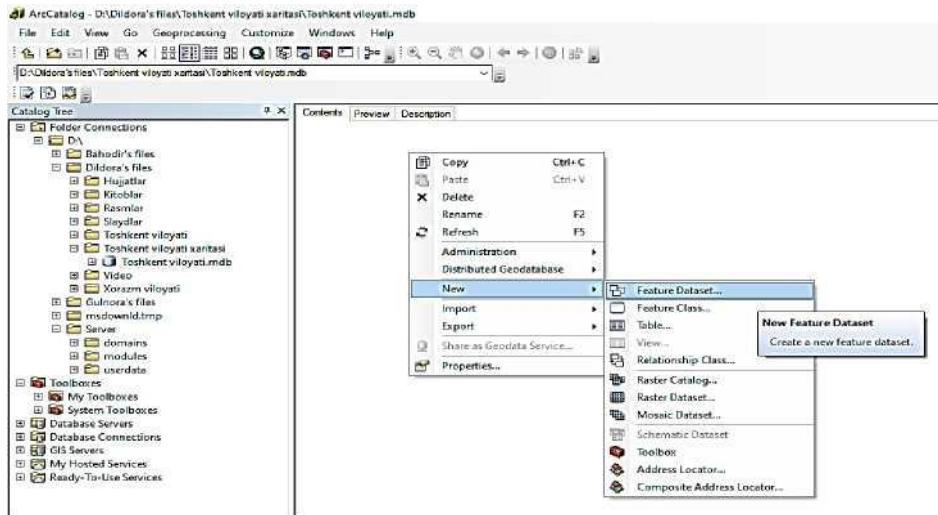 ArcCatalog - D:\Dildora's files\Toshkent viloyati xaritasi\Toshkent viloyati.mdb
File Edit View Go Geoprocessing Customize Windows Help
D:\Dildora's files\Toshkent viloyati xaritasi\Toshkent viloyati.mdb
Catalog Tree
Folder Connections
D:\
Bahodir's files
Dildora's files
Hujjatlar
Kitoblar
Rasmlar
Slaydlar
Toshkent viloyati
Toshkent viloyati xaritasi
Toshkent viloyati.mdb
Video
Xorazm viloyati
Gulnora's files
msdownld.tmp
Server
domains
modules
userdata
Toolboxes
My Toolboxes
System Toolboxes
Database Servers
Database Connections
GIS Servers
My Hosted Services
Ready-To-Use Services
Contents Preview Description
Copy Ctrl+C
Paste Ctrl+V
Delete
Rename F2
Refresh F5
Administration
Distributed Geodatabase
New
Import
Export
Share as Geodata Service...
Properties...
Feature Dataset...
Feature Class...
Table...
View...
Relationship Class...
Raster Catalog...
Raster Dataset...
Mosaic Dataset...
Schematic Dataset
Toolbox
Address Locator...
Composite Address Locator...
New Feature Dataset
Create a new feature dataset.